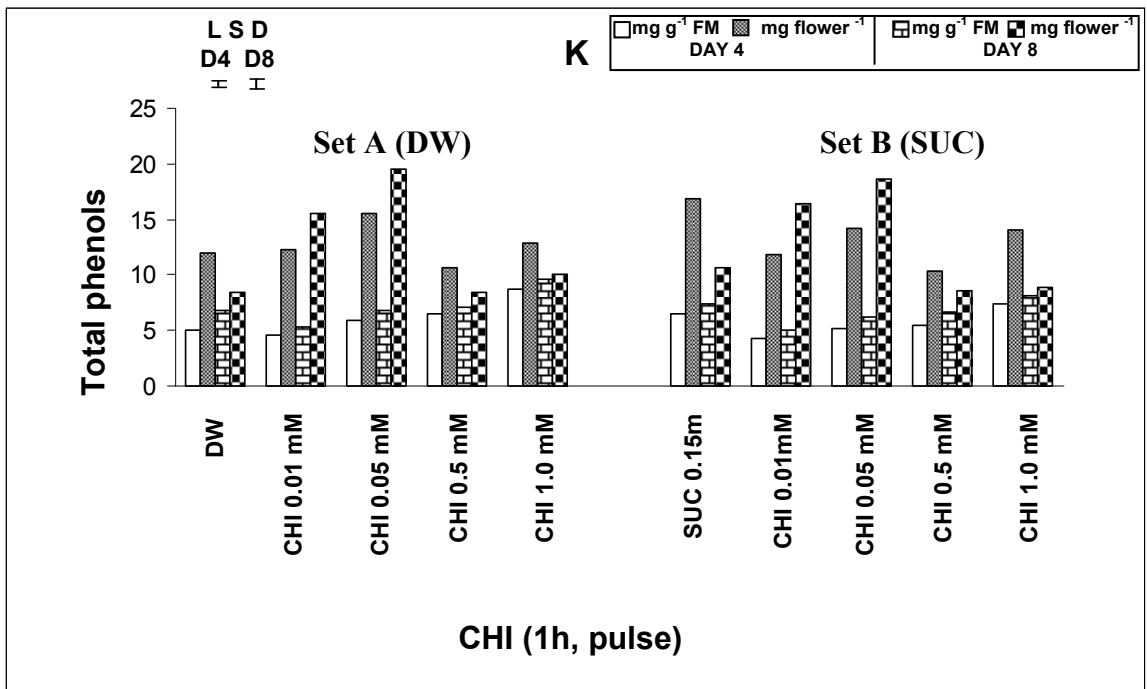 L S D
D4 D8
K
mg g-1 FM mg flower -1
DAY 4
mg g-1 FM mg flower -1
DAY 8
Total phenols
25
20
15
10
5
0
Set A (DW)
Set B (SUC)
DW
CHI 0.01 mM
CHI 0.05 mM
CHI 0.5 mM
CHI 1.0 mM
SUC 0.15m
CHI 0.01mM
CHI 0.05 mM
CHI 0.5 mM
CHI 1.0 mM
CHI (1h, pulse)